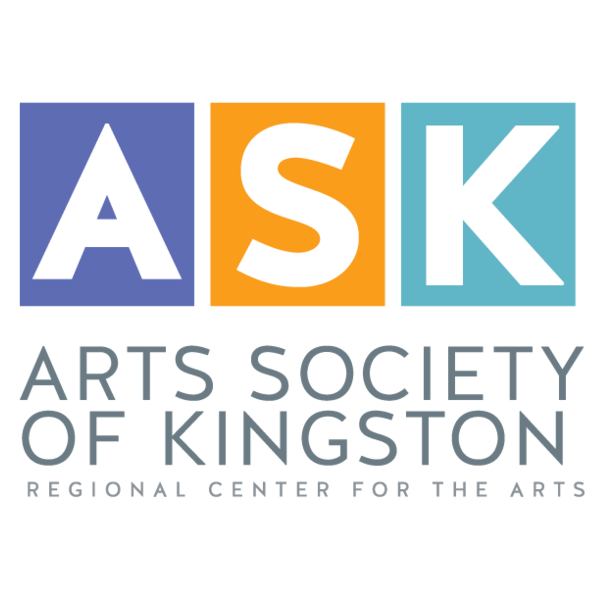 ASK
ARTS SOCIETY
OF KINGSTON
REGIONAL CENTER FOR THE ARTS